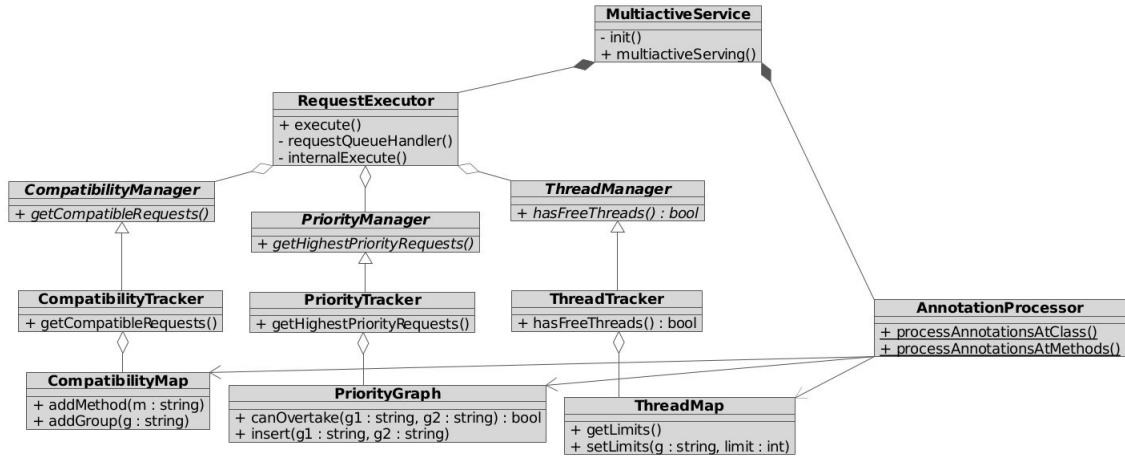 MultiactiveService
- init()
+ multiactiveServing()
RequestExecutor
+ execute()
- requestQueueHandler()
- internalExecute()
CompatibilityManager
+ getCompatibleRequests()
PriorityManager
+ getHighestPriorityRequests()
ThreadManager
+ hasFreeThreads() : bool
CompatibilityTracker
+ getCompatibleRequests()
PriorityTracker
+ getHighestPriorityRequests()
ThreadTracker
+ hasFreeThreads() : bool
AnnotationProcessor
+ processAnnotationsAtClass()
+ processAnnotationsAtMethods()
CompatibilityMap
+ addMethod(m : string)
+ addGroup(g : string)
PriorityGraph
+ canOvertake(g1 : string, g2 : string) : bool
+ insert(g1 : string, g2 : string)
ThreadMap
+ getLimits()
+ setLimits(g : string, limit : int)